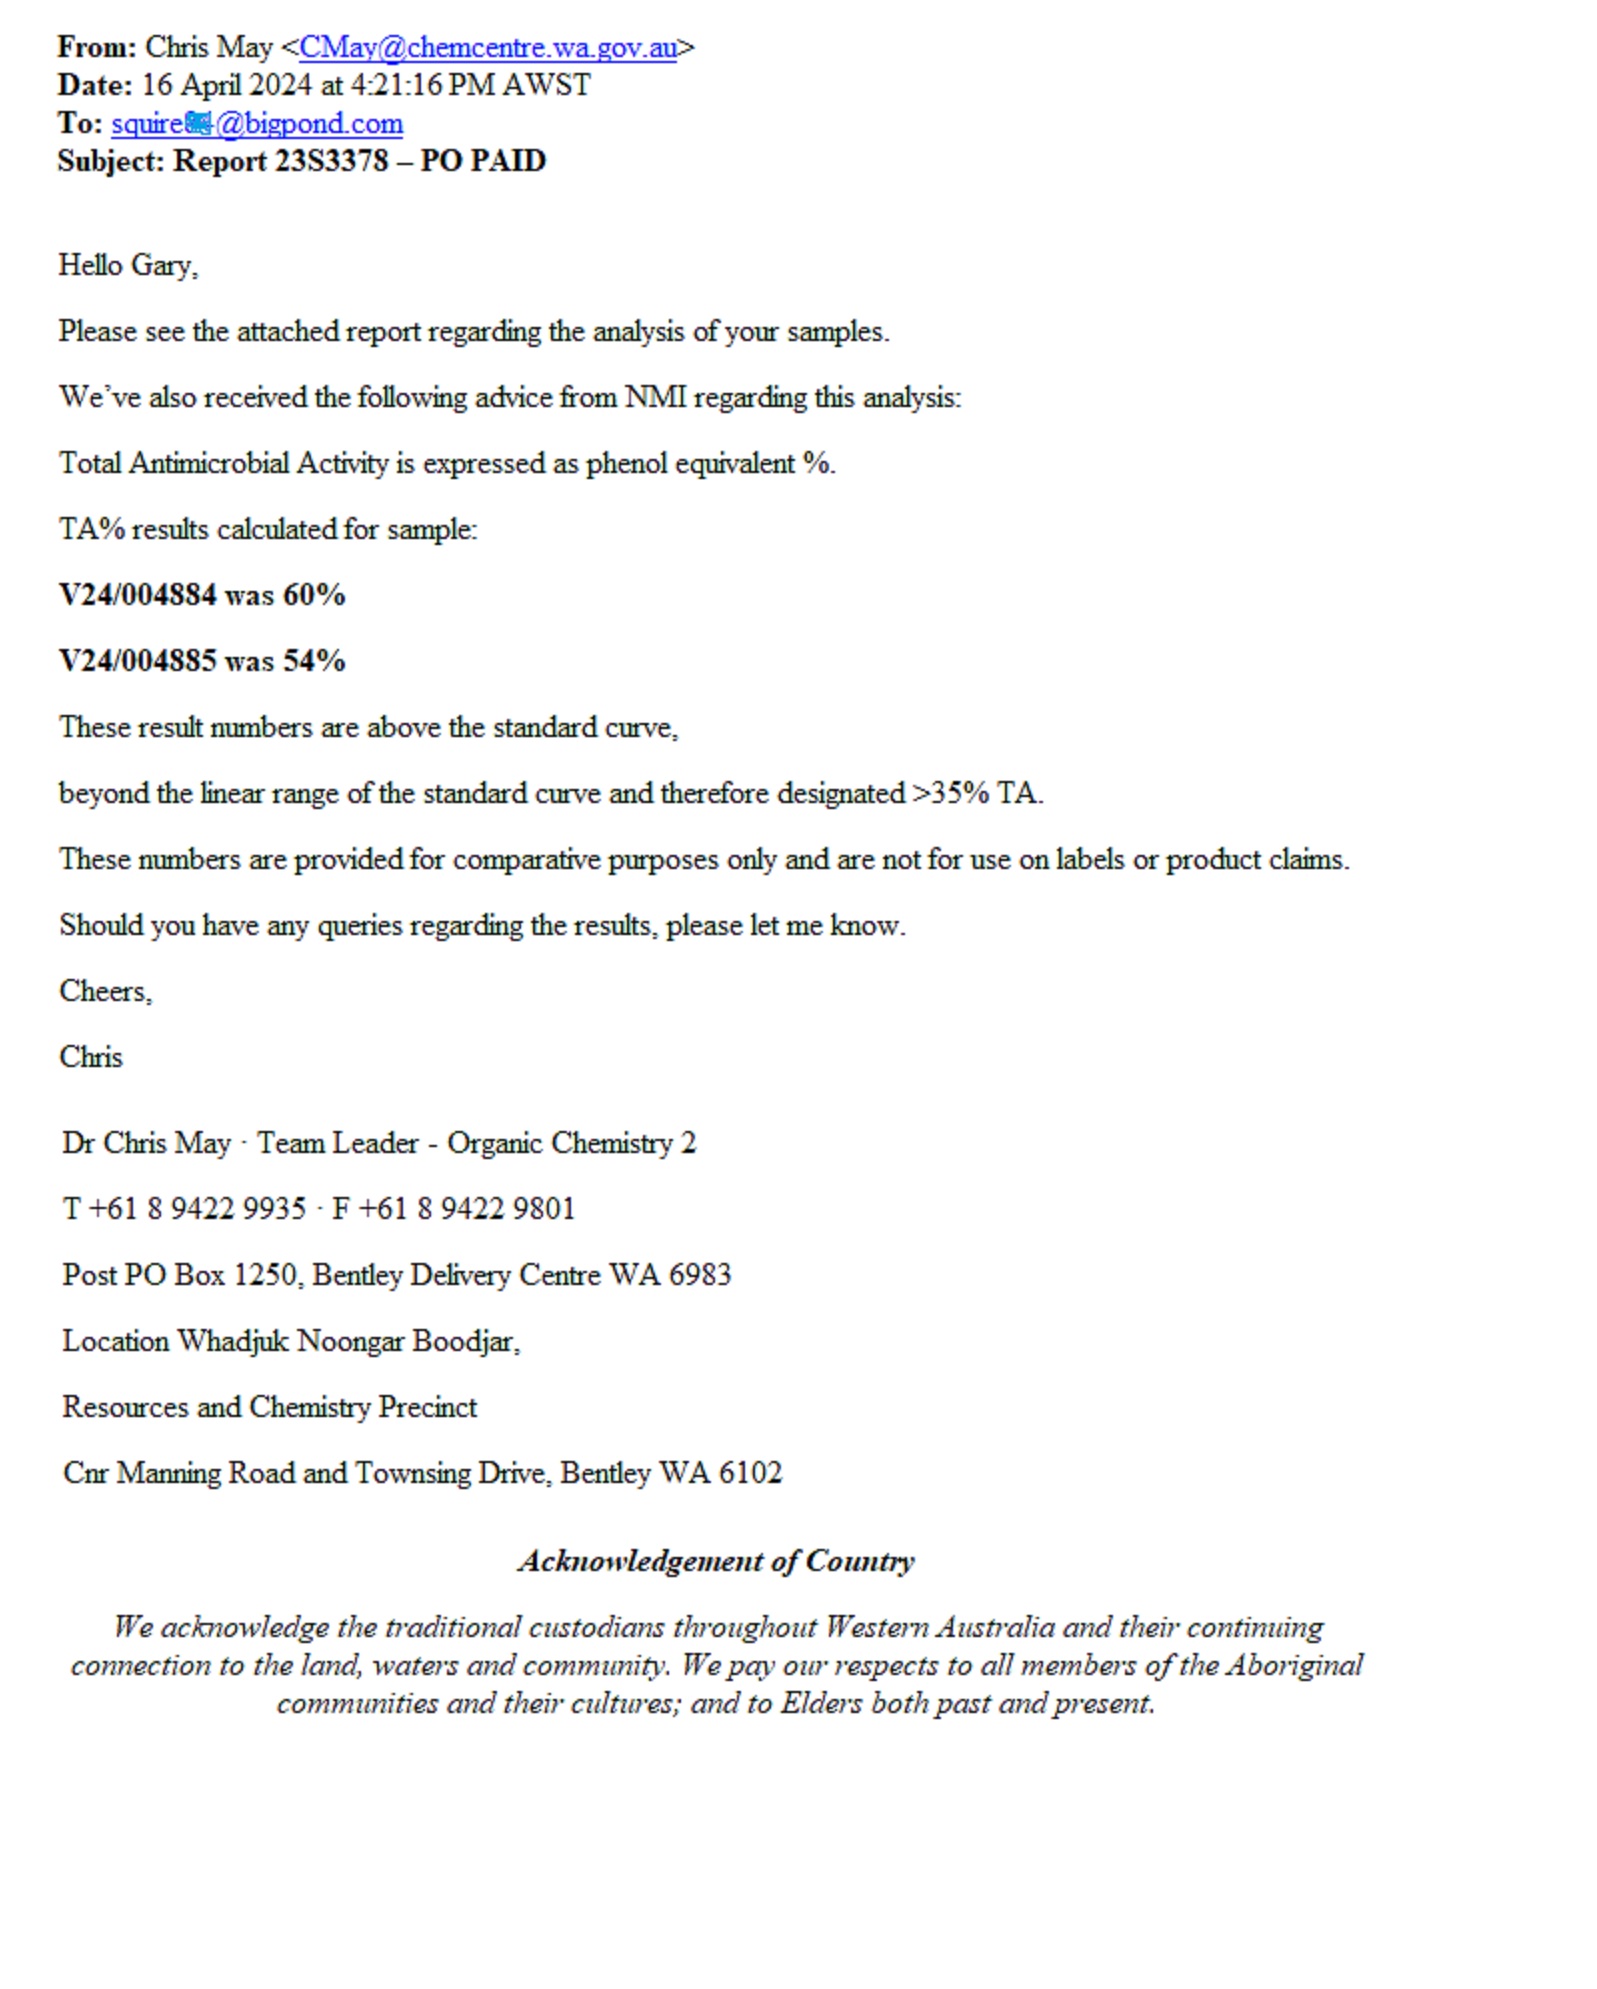 From: Chris May <CMay@chemcentre.wa.gov.au>
Date: 16 April 2024 at 4:21:16 PM AWST
To: squire @bigpond.com
Subject: Report 23S3378 – PO PAID
Hello Gary,
Please see the attached report regarding the analysis of your samples.
We’ve also received the following advice from NMI regarding this analysis:
Total Antimicrobial Activity is expressed as phenol equivalent %.
TA% results calculated for sample:
V24/004884 was 60%
V24/004885 was 54%
These result numbers are above the standard curve,
beyond the linear range of the standard curve and therefore designated >35% TA.
These numbers are provided for comparative purposes only and are not for use on labels or product claims.
Should you have any queries regarding the results, please let me know.
Cheers,
Chris
Dr Chris May · Team Leader - Organic Chemistry 2
T +61 8 9422 9935 · F +61 8 9422 9801
Post PO Box 1250, Bentley Delivery Centre WA 6983
Location Whadjuk Noongar Boodjar,
Resources and Chemistry Precinct
Cnr Manning Road and Townsing Drive, Bentley WA 6102
Acknowledgement of Country
We acknowledge the traditional custodians throughout Western Australia and their continuing
connection to the land, waters and community. We pay our respects to all members of the Aboriginal
communities and their cultures; and to Elders both past and present.